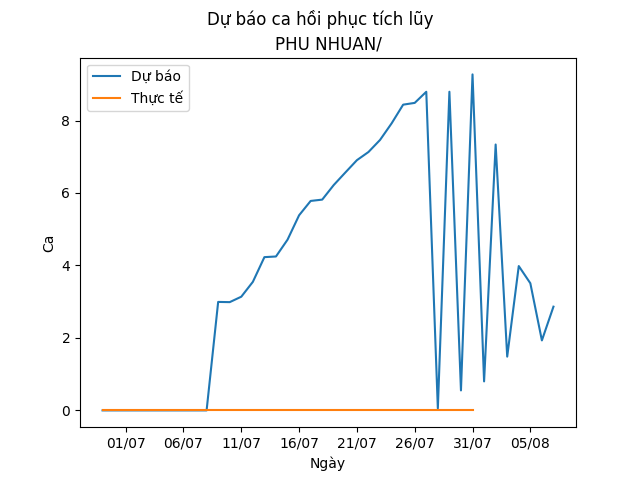 Dự báo ca hồi phục tích lũy
PHU NHUAN/
Dự báo
Thực tế
Ca
8
6
4
2
0
01/07 06/07 11/07 16/07 21/07 26/07 31/07 05/08
Ngày